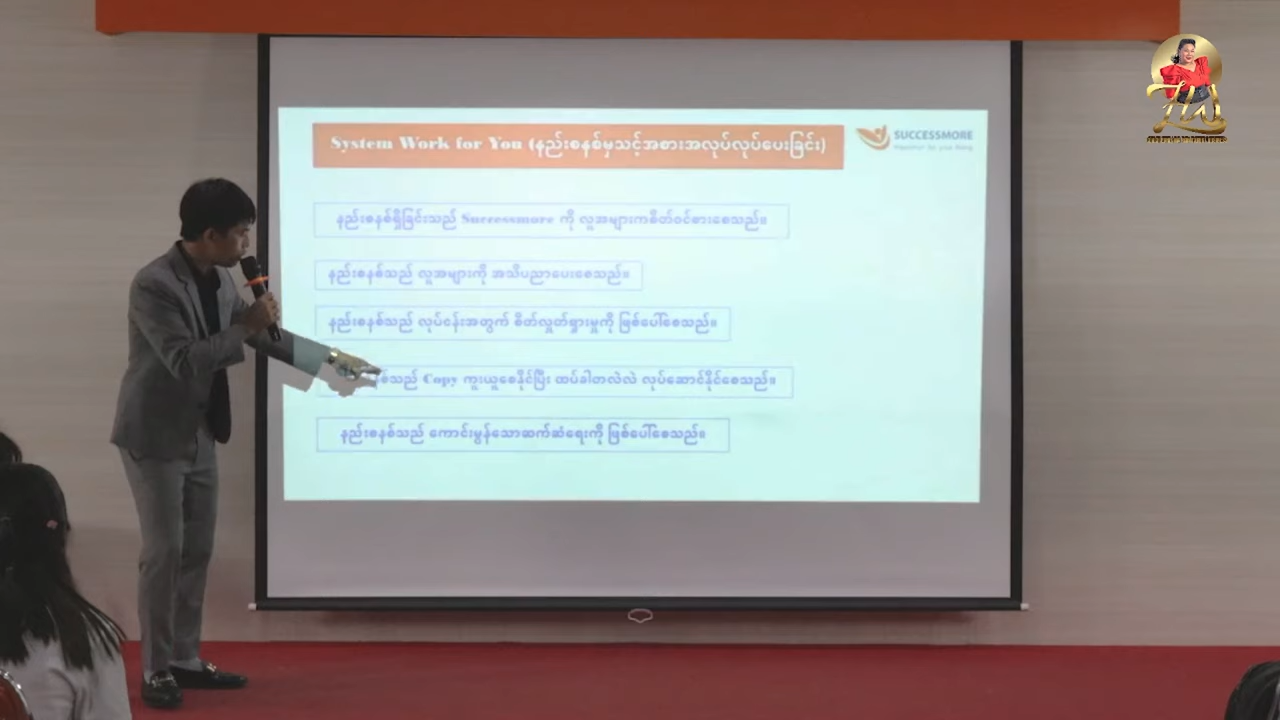 System Work for You (နည်းစနစ်မှသင့်အစားအလုပ်လုပ်ပေးခြင်း)
SUCCESSMORE
နည်းစနစ်ရှိခြင်းသည် Successmore ကို လူအများကစိတ်ဝင်စားစေသည်။
နည်းစနစ်သည် လူအများကို အသိပညာပေးစေသည်။
နည်းစနစ်သည် လုပ်ငန်းအတွက် စိတ်လှုတ်ရှားမှုကို ဖြစ်ပေါ်စေသည်။
စ်သည် Copy ကူးယူစေနိုင်ပြီး ထပ်ခါတလဲလဲ လုပ်ဆောင်နိုင်စေသည်။
နည်းစနစ်သည် ကောင်းမွန်သောဆက်ဆံရေးကို ဖြစ်ပေါ်စေသည်။